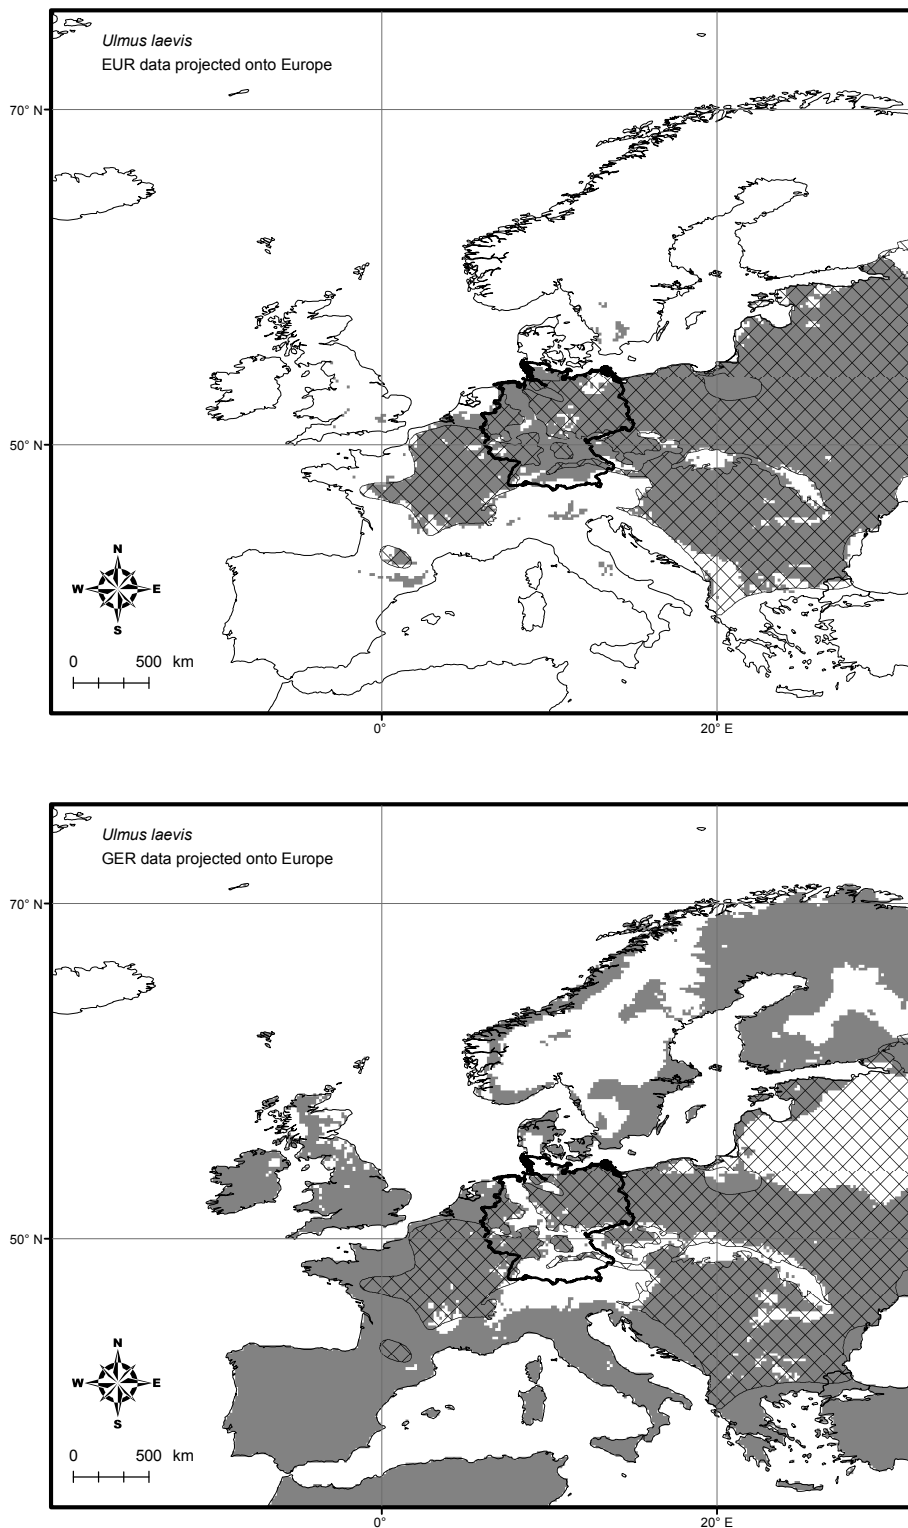 Ulmus laevis
EUR data projected onto Europe
70° N
50° N
N
W E
S
0 500 km
0° 20° E
Ulmus laevis
GER data projected onto Europe
70° N
50° N
N
W E
S
0 500 km
0° 20° E